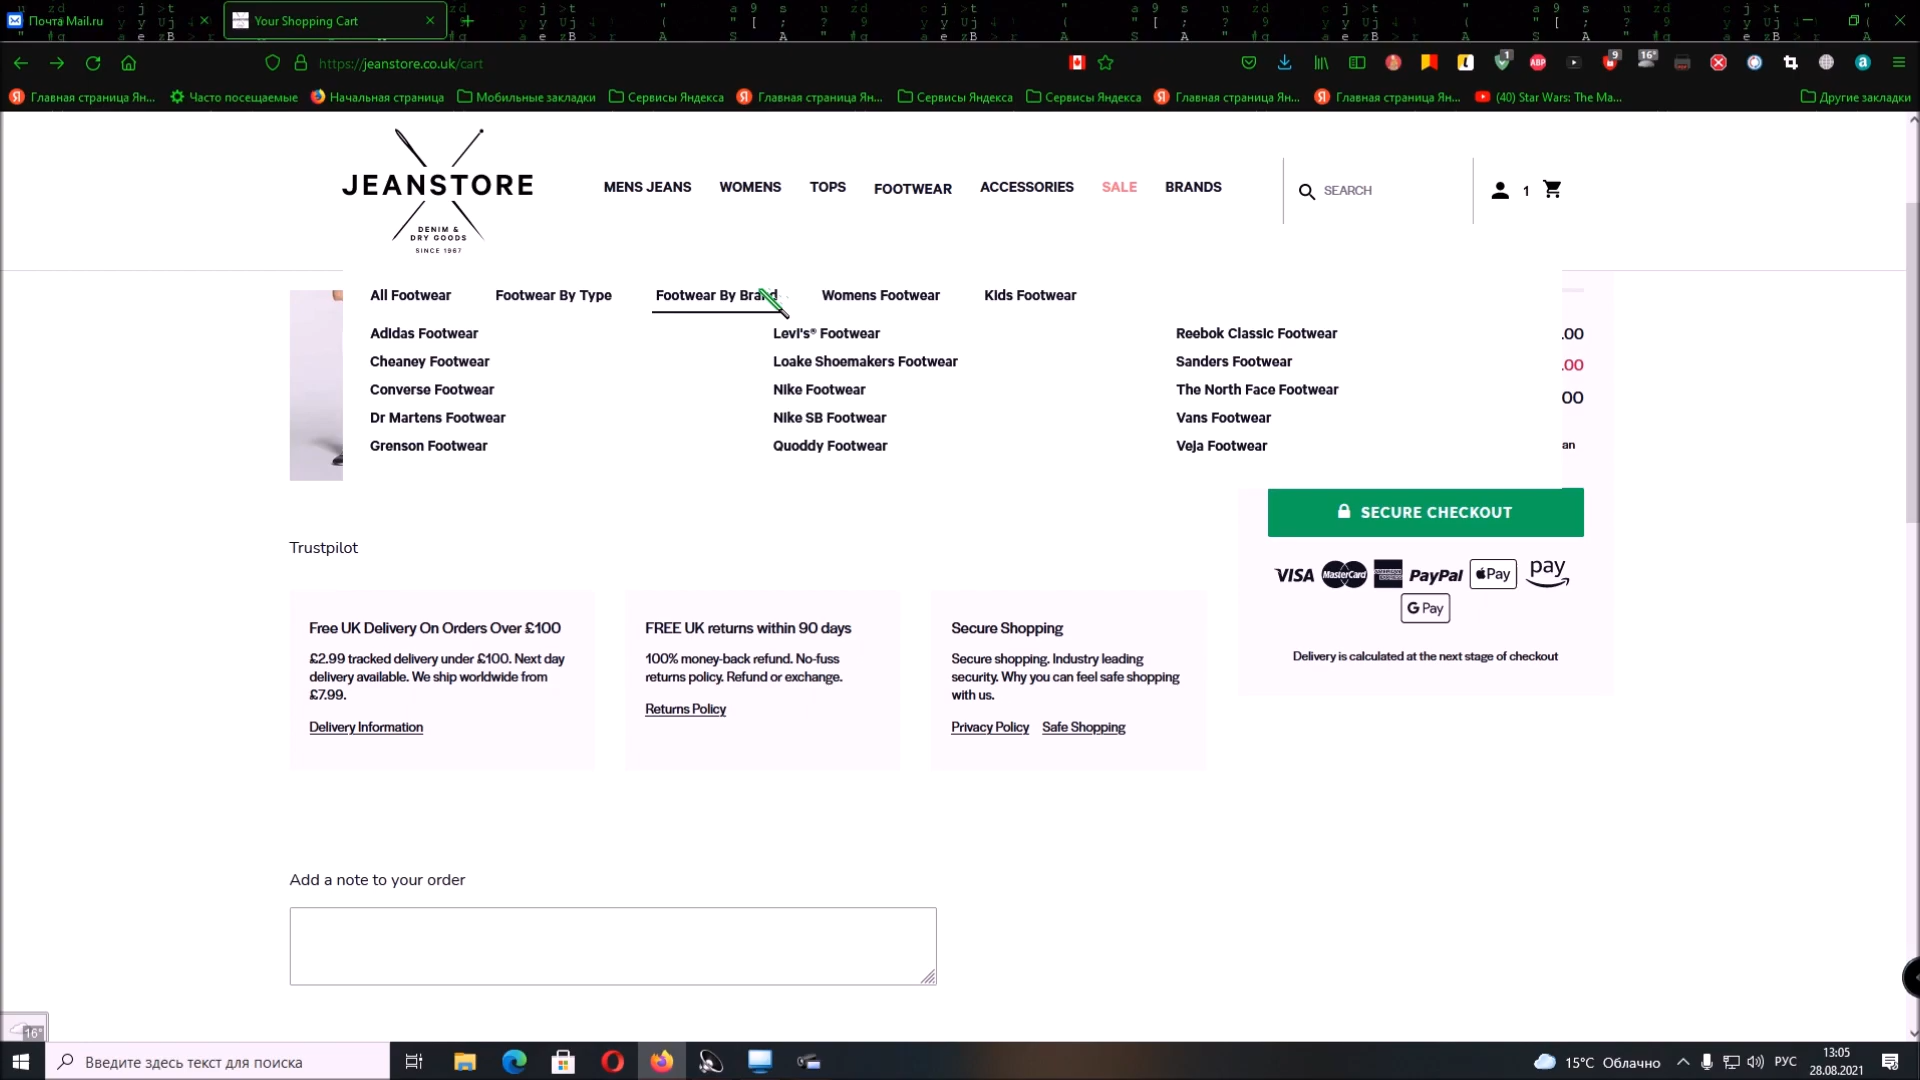 Почта Mail.ru
Your Shopping Cart
https://jeanstore.co.uk/cart
Главная страница Ян...
Часто посещаемые
Начальная страница
Мобильные закладки
Сервисы Яндекса
Главная страница Ян...
Сервисы Яндекса
Сервисы Яндекса
Главная страница Ян...
Главная страница Ян...
(40) Star Wars: The Ma...
Другие закладки
JEANSTORE
DENIM &
DRY GOODS
SINCE 1967
MENS JEANS
WOMENS
TOPS
FOOTWEAR
ACCESSORIES
SALE
BRANDS
SEARCH
1
All Footwear
Footwear By Type
Footwear By Brand
Womens Footwear
Kids Footwear
Adidas Footwear
Cheaney Footwear
Converse Footwear
Dr Martens Footwear
Grenson Footwear
Levi's® Footwear
Loake Shoemakers Footwear
Nike Footwear
Nike SB Footwear
Quoddy Footwear
Reebok Classic Footwear
Sanders Footwear
The North Face Footwear
Vans Footwear
Veja Footwear
.00
.00
00
an
SECURE CHECKOUT
VISA MasterCard PayPal Pay pay
G Pay
Delivery is calculated at the next stage of checkout
Trustpilot
Free UK Delivery On Orders Over £100
£2.99 tracked delivery under £100. Next day
delivery available. We ship worldwide from
£7.99.
Delivery Information
FREE UK returns within 90 days
100% money-back refund. No-fuss
returns policy. Refund or exchange.
Returns Policy
Secure Shopping
Secure shopping. Industry leading
security. Why you can feel safe shopping
with us.
Privacy Policy Safe Shopping
Add a note to your order
16°
Введите здесь текст для поиска
15°C Облачно
РУС
13:05
28.08.2021